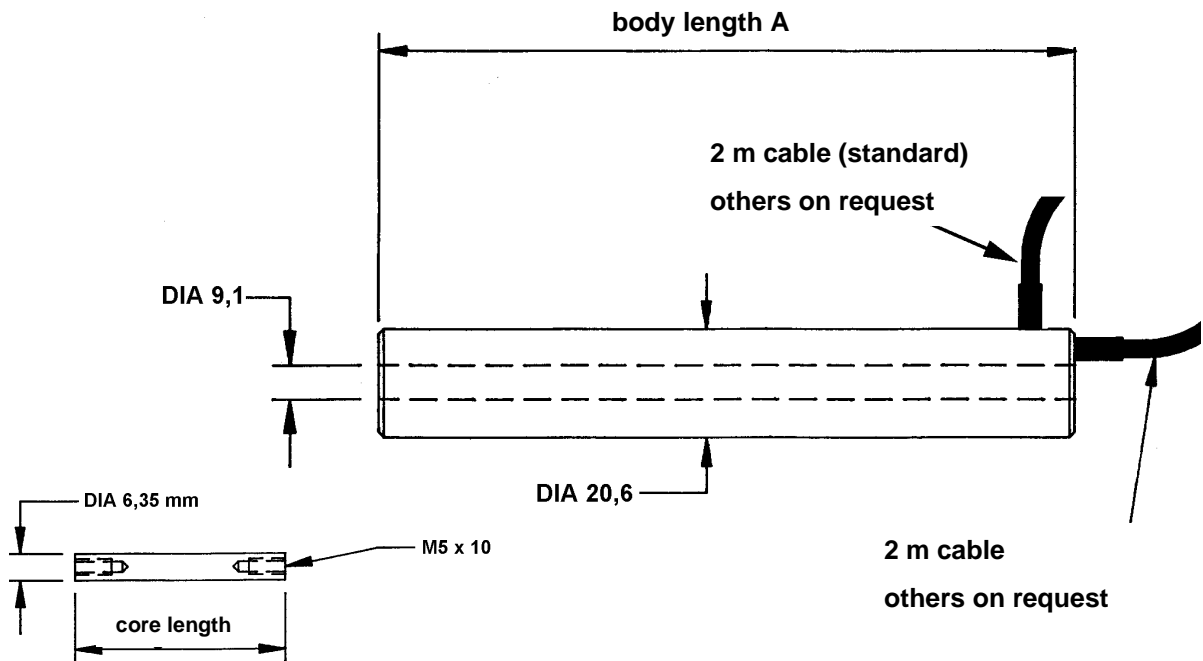 body length A
2 m cable (standard)
others on request
DIA 9,1
DIA 20,6
DIA 6,35 mm
M5 x 10
core length
2 m cable
others on request